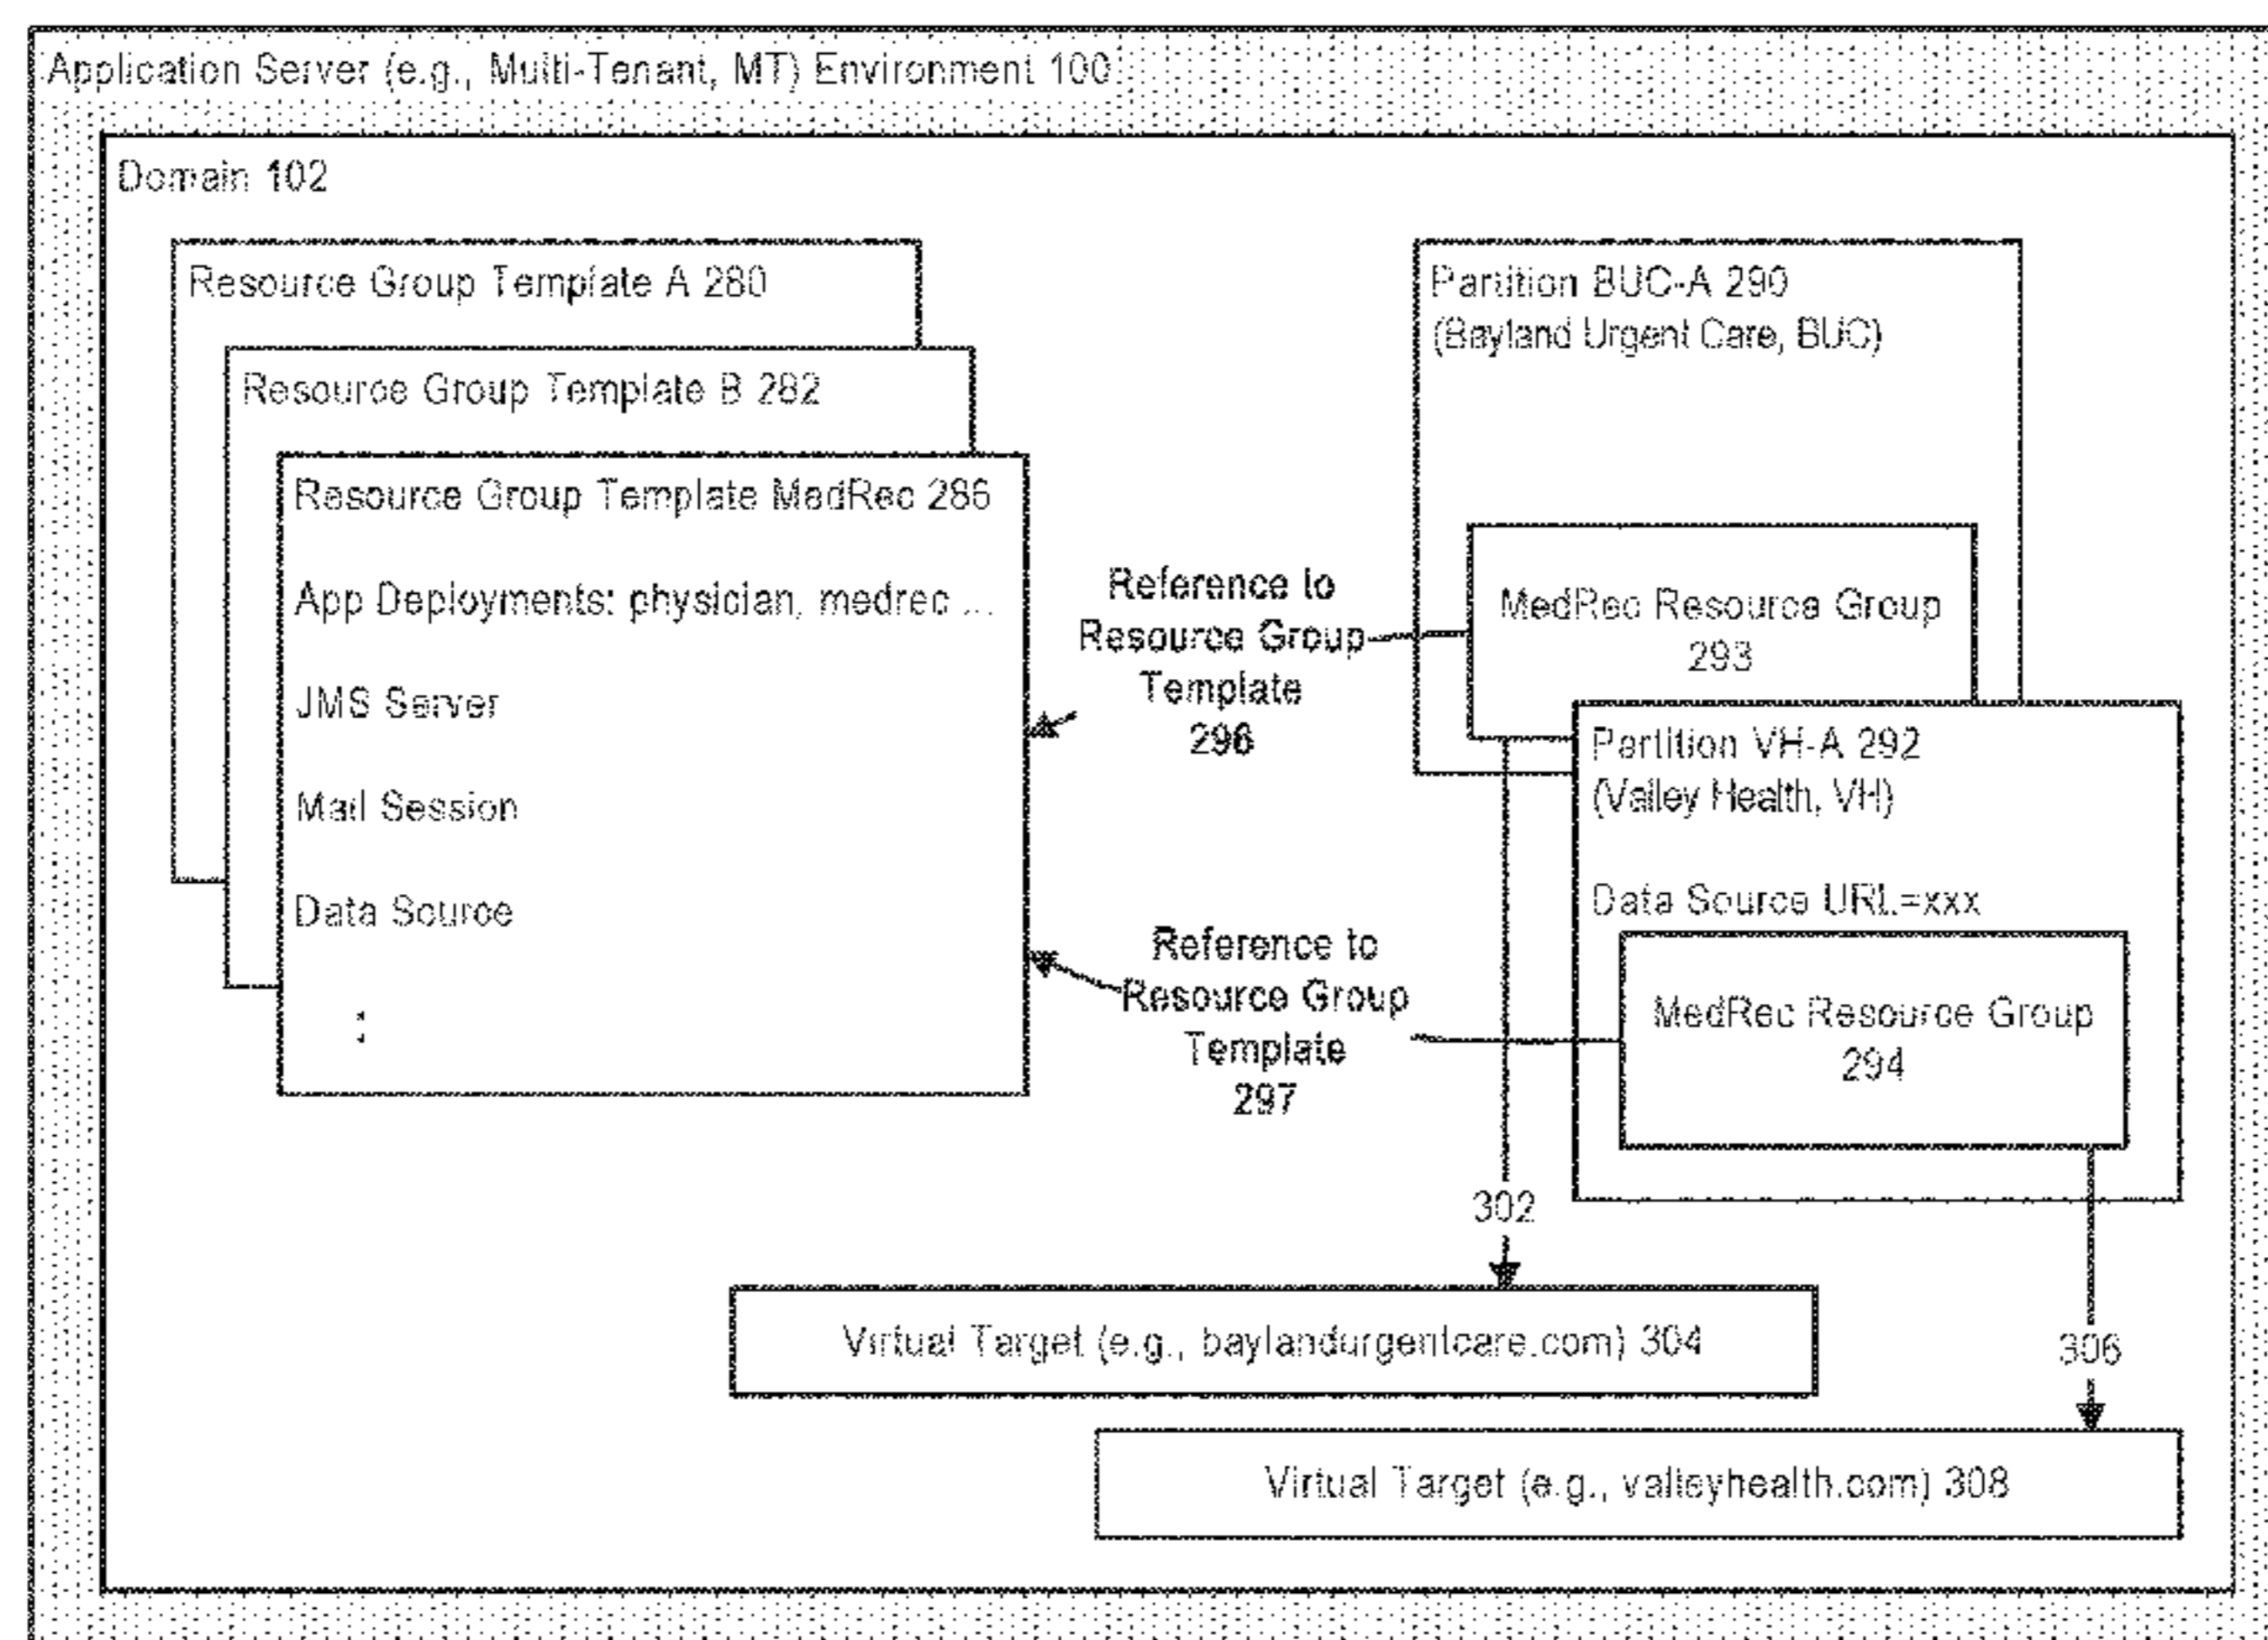 Application Server (e.g., Multi-Tenant, MT) Environment 100
Domain 102
Resource Group Template A 280
Resource Group Template B 282
Resource Group Template MedRec 286
App Deployments: physician, medrec ...
JMS Server
Mail Session
Data Source
:
Reference to
Resource Group
Template
296
Reference to
Resource Group
Template
297
Partition BUC-A 290
(Bayland Urgent Care, BUC)
MedRec Resource Group
293
Partition VH-A 292
(Valley Health, VH)
Data Source URL=xxx
MedRec Resource Group
294
302
306
Virtual Target (e.g., baylandurgentcare.com) 304
Virtual Target (e.g., valleyhealth.com) 308